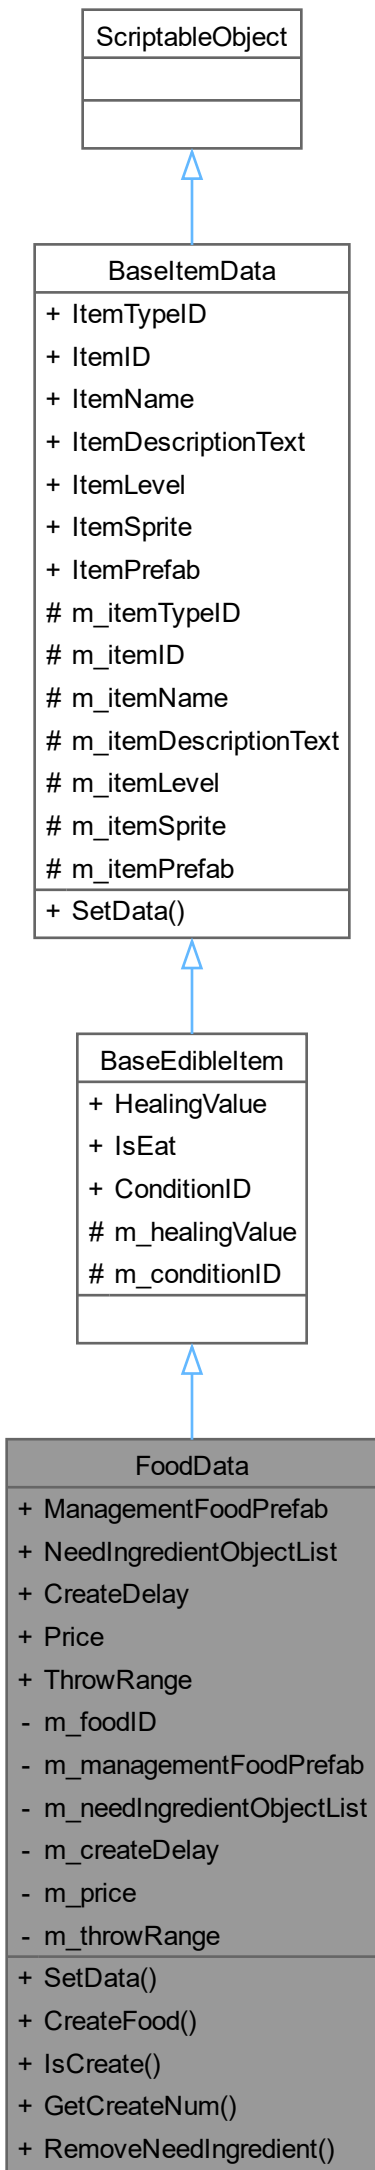 ScriptableObject
BaseItemData
+ ItemTypeID
+ ItemID
+ ItemName
+ ItemDescriptionText
+ ItemLevel
+ ItemSprite
+ ItemPrefab
# m_itemTypeID
# m_itemID
# m_itemName
# m_itemDescriptionText
# m_itemLevel
# m_itemSprite
# m_itemPrefab
+ SetData()
BaseEdibleItem
+ HealingValue
+ IsEat
+ ConditionID
# m_healingValue
# m_conditionID
FoodData
+ ManagementFoodPrefab
+ NeedIngredientObjectList
+ CreateDelay
+ Price
+ ThrowRange
- m_foodID
- m_managementFoodPrefab
- m_needIngredientObjectList
- m_createDelay
- m_price
- m_throwRange
+ SetData()
+ CreateFood()
+ IsCreate()
+ GetCreateNum()
+ RemoveNeedIngredient()